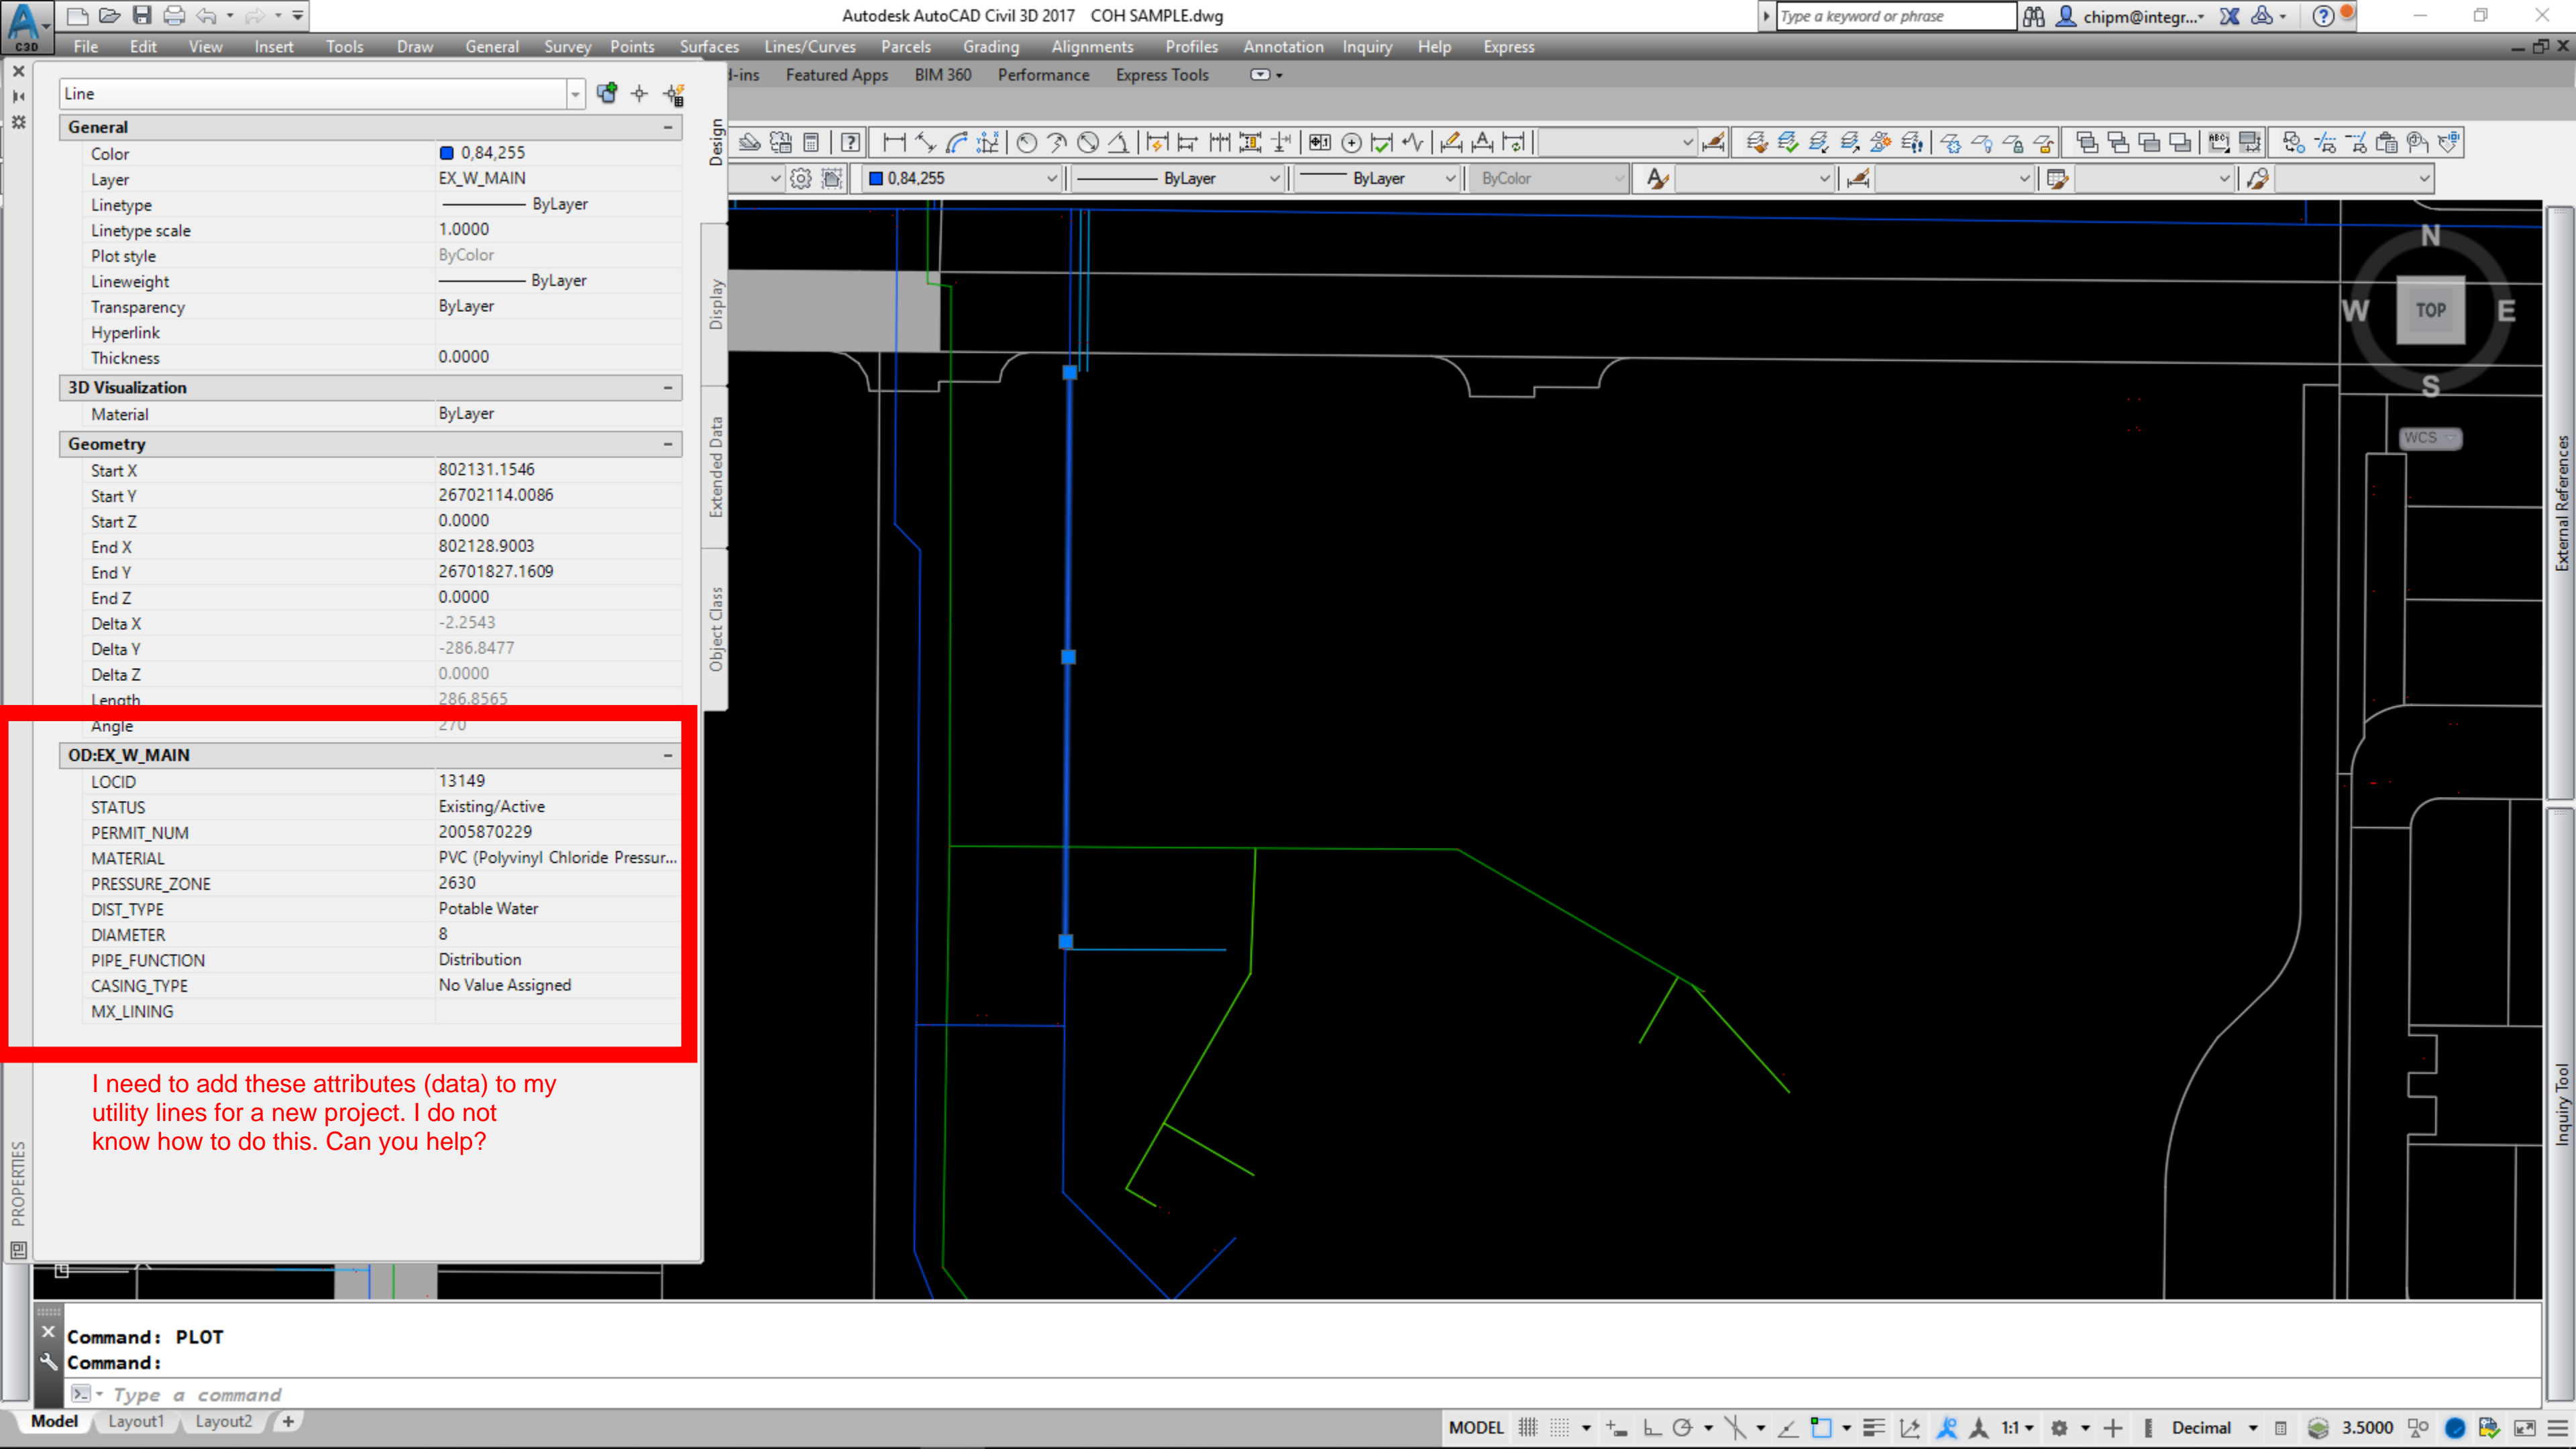 Autodesk AutoCAD Civil 3D 2017 COH SAMPLE.dwg
Type a keyword or phrase
chipm@integr...
C3D
File Edit View Insert Tools Draw General Survey Points Surfaces Lines/Curves Parcels Grading Alignments Profiles Annotation Inquiry Help Express
Featured Apps BIM 360 Performance Express Tools
Line
General
Color 0,84,255
Layer EX_W_MAIN
Linetype ByLayer
Linetype scale 1.0000
Plot style ByColor
Lineweight ByLayer
Transparency ByLayer
Hyperlink
Thickness 0.0000
3D Visualization
Material ByLayer
Geometry
Start X 802131.1546
Start Y 26702114.0086
Start Z 0.0000
End X 802128.9003
End Y 26701827.1609
End Z 0.0000
Delta X -2.2543
Delta Y -286.8477
Delta Z 0.0000
Length 286.8565
Angle 270
OD:EX_W_MAIN
LOCID 13149
STATUS Existing/Active
PERMIT_NUM 2005870229
MATERIAL PVC (Polyvinyl Chloride Pressur...
PRESSURE_ZONE 2630
DIST_TYPE Potable Water
DIAMETER 8
PIPE_FUNCTION Distribution
CASING_TYPE No Value Assigned
MX_LINING
I need to add these attributes (data) to my
utility lines for a new project. I do not
know how to do this. Can you help?
PROPERTIES
Design
Display
Extended Data
Object Class
0,84,255 ByLayer ByLayer ByColor
N
W TOP E
S
WCS
External References
Inquiry Tool
Command: PLOT
Command:
Type a command
Model Layout1 Layout2 +
MODEL 1:1 Decimal 3.5000